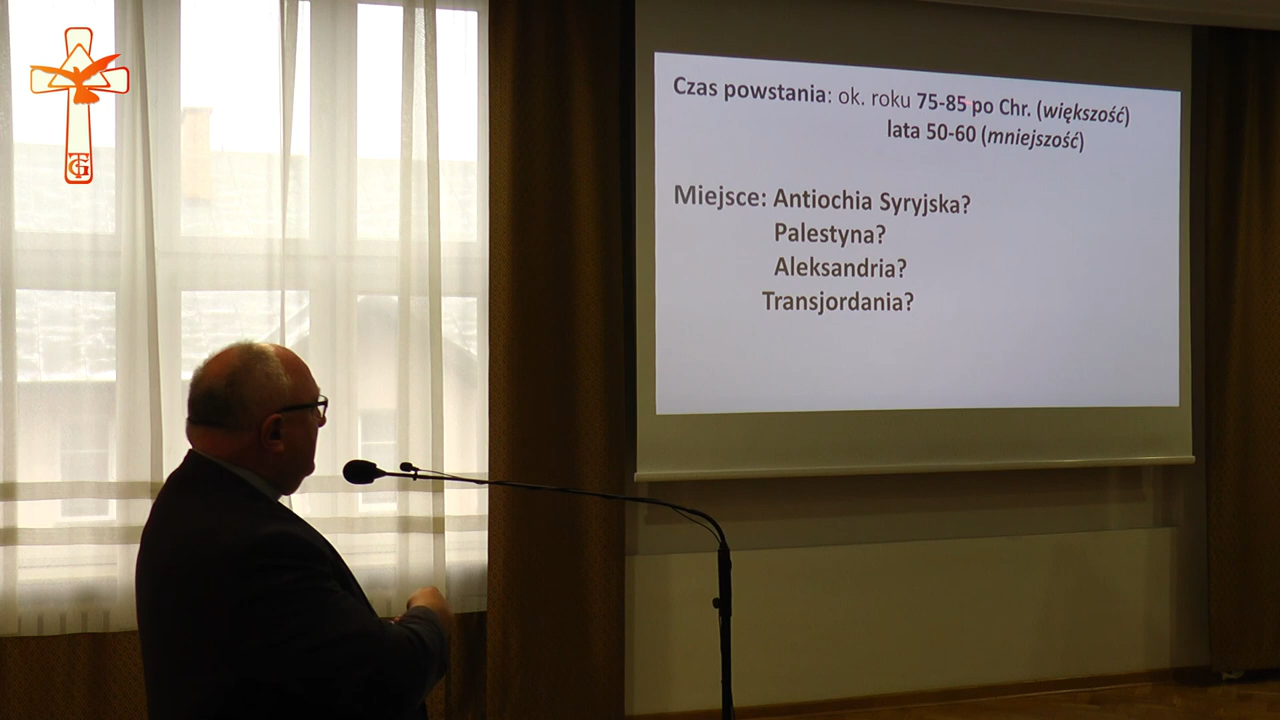 Czas powstania: ok. roku 75-85 po Chr. (większość)
lata 50-60 (mniejszość)
Miejsce: Antiochia Syryjska?
Palestyna?
Aleksandria?
Transjordania?